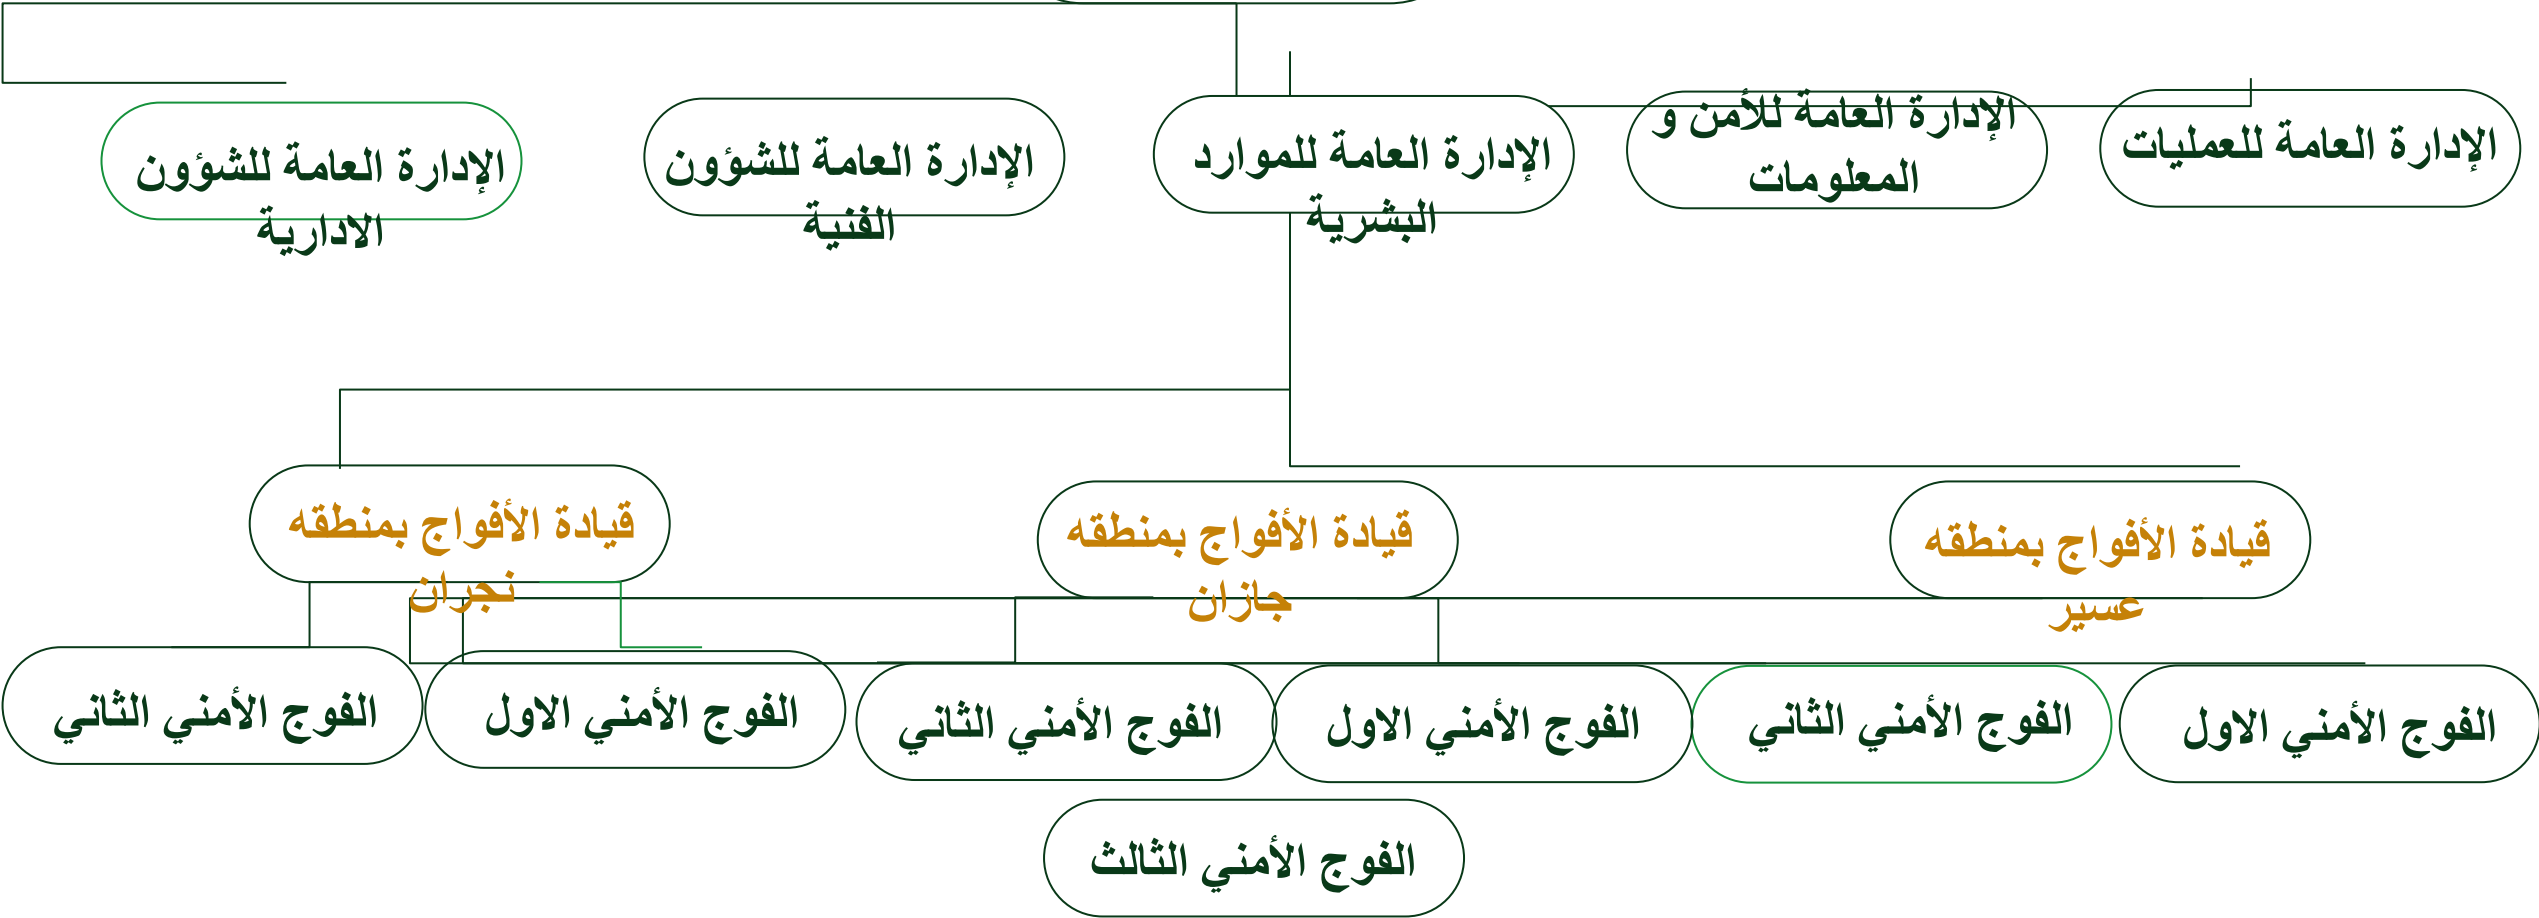 الإدارة العامة للعمليات
الإدارة العامة للأمن و
المعلومات
الإدارة العامة للموارد
البشرية
الإدارة العامة للشؤون
الفنية
الإدارة العامة للشؤون
الادارية
قيادة الأفواج بمنطقه
عسير
قيادة الأفواج بمنطقه
جازان
قيادة الأفواج بمنطقه
نجران
الفوج الأمني الاول
الفوج الأمني الثاني
الفوج الأمني الاول
الفوج الأمني الثاني
الفوج الأمني الاول
الفوج الأمني الثاني
الفوج الأمني الثالث